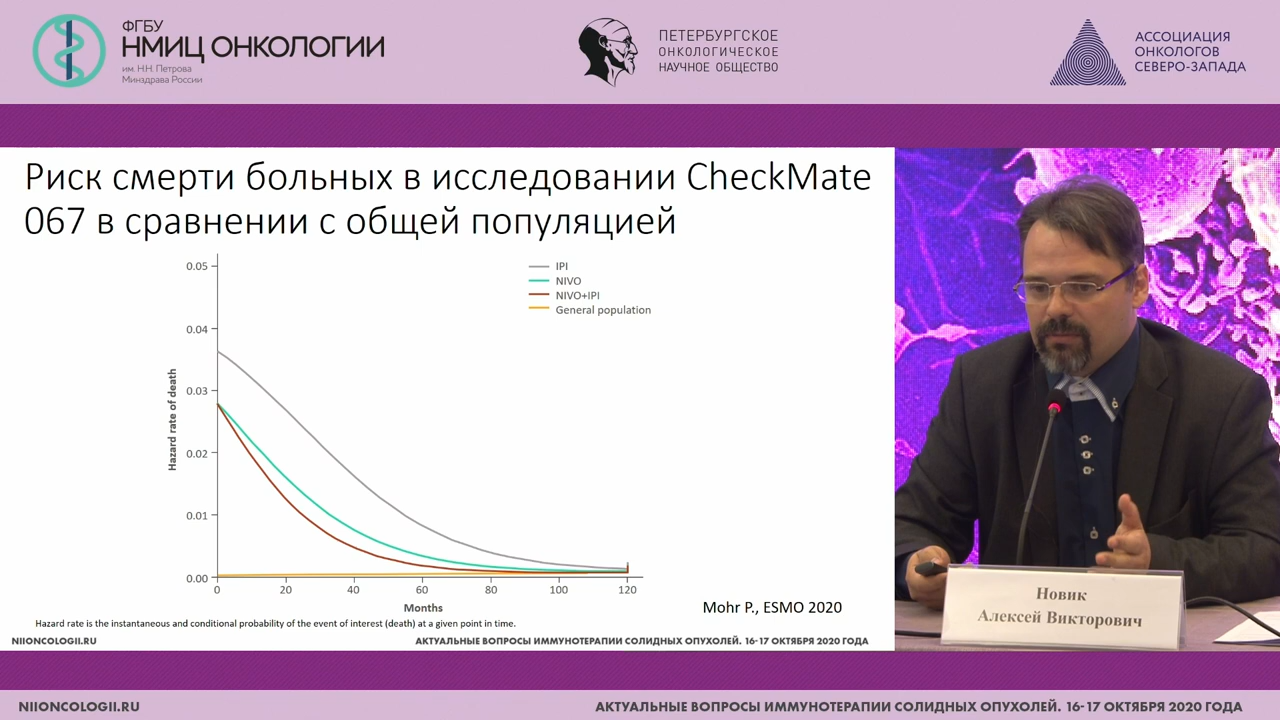 ФГБУ
НМИЦ ОНКОЛОГИИ
им. Н.Н. Петрова
Минздрава России
ПЕТЕРБУРГСКОЕ
ОНКОЛОГИЧЕСКОЕ
НАУЧНОЕ ОБЩЕСТВО
АССОЦИАЦИЯ
ОНКОЛОГОВ
СЕВЕРО-ЗАПАДА
Риск смерти больных в исследовании CheckMate
067 в сравнении с общей популяцией
IPI
NIVO
NIVO+IPI
General population
Hazard rate of death
0.05
0.04
0.03
0.02
0.01
0.00
0 20 40 60 80 100 120
Months
Mohr P., ESMO 2020
Hazard rate is the instantaneous and conditional probability of the event of interest (death) at a given point in time.
NIIONCOLOGII.RU
АКТУАЛЬНЫЕ ВОПРОСЫ ИММУНОТЕРАПИИ СОЛИДНЫХ ОПУХОЛЕЙ. 16-17 ОКТЯБРЯ 2020 ГОДА
Новик
Алексей Викторович
NIIONCOLOGII.RU
АКТУАЛЬНЫЕ ВОПРОСЫ ИММУНОТЕРАПИИ СОЛИДНЫХ ОПУХОЛЕЙ. 16-17 ОКТЯБРЯ 2020 ГОДА